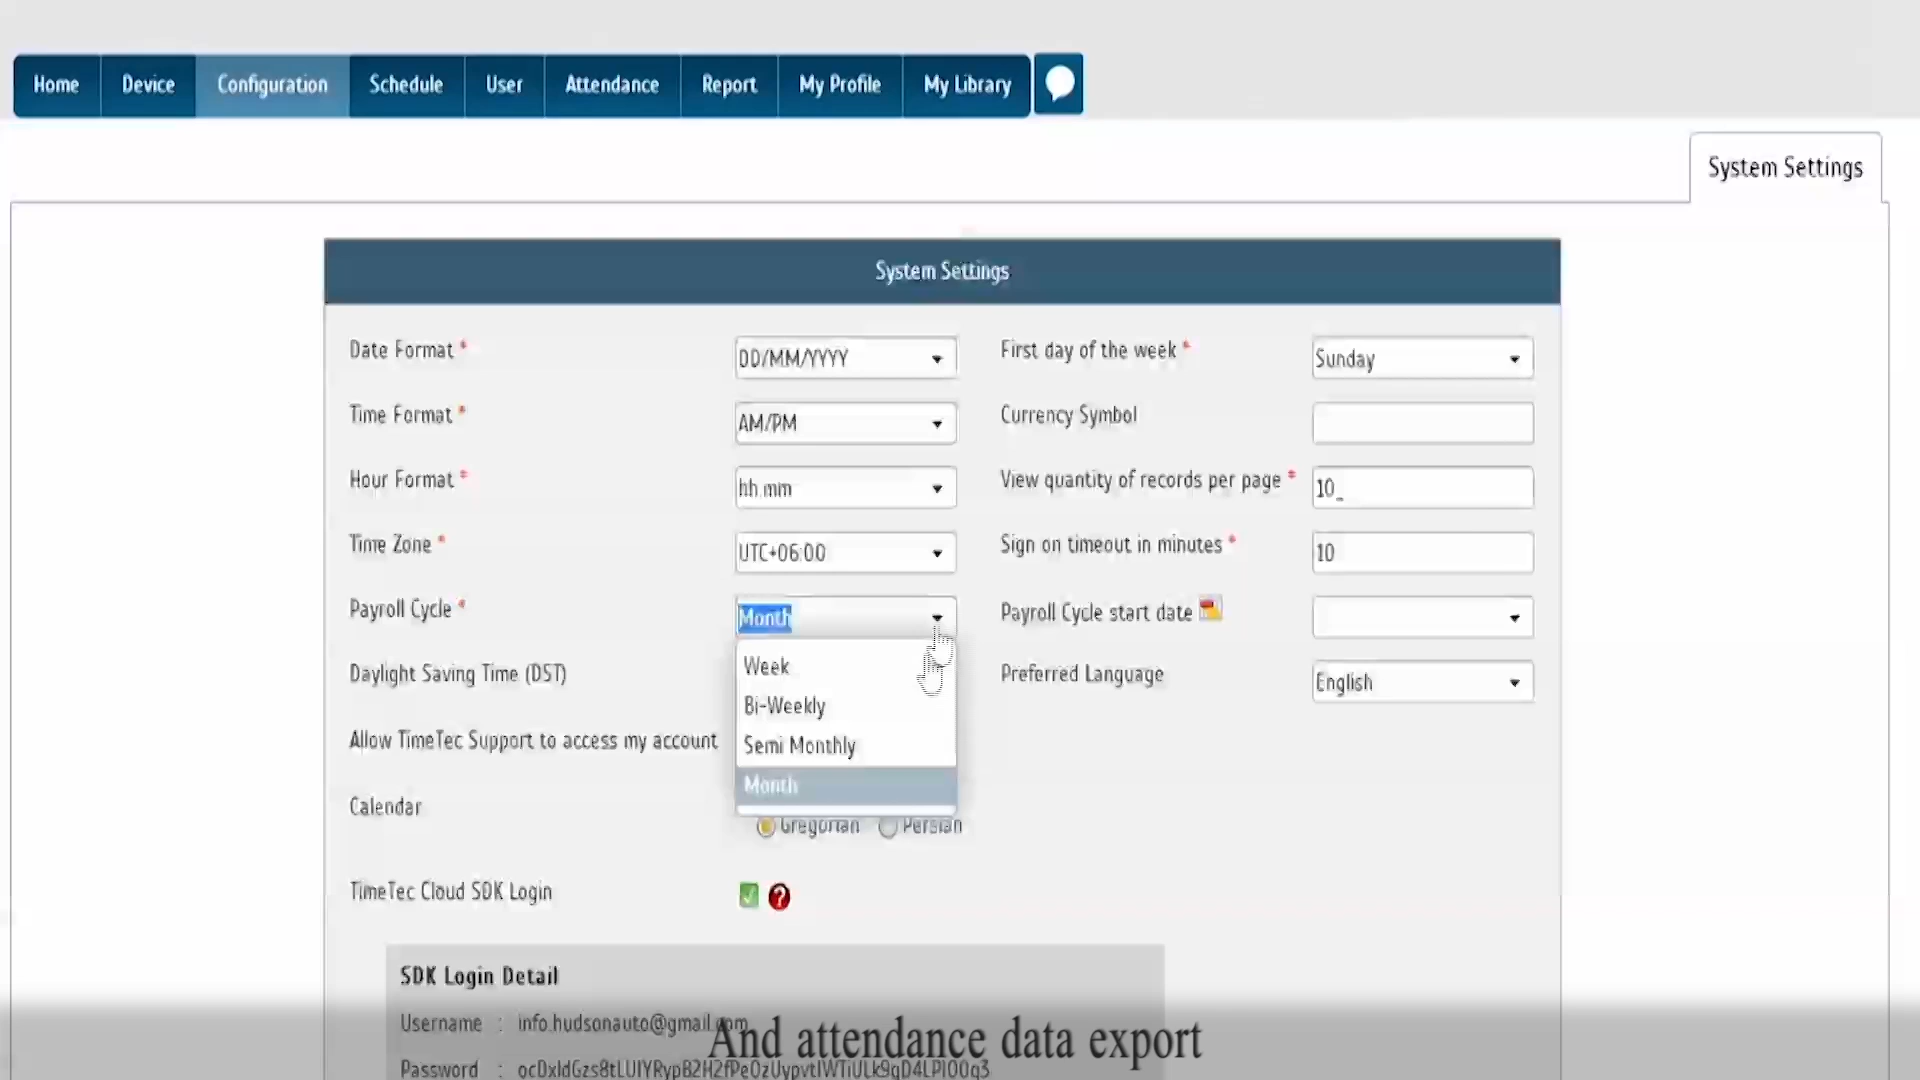 Home Device Configuration Schedule User Attendance Report My Profile My Library
System Settings
System Settings
Date Format * DD/MM/YYYY First day of the week * Sunday
Time Format * AM/PM Currency Symbol
Hour Format * hh.mm View quantity of records per page * 10_
Time Zone * UTC+06:00 Sign on timeout in minutes * 10
Payroll Cycle * Month Payroll Cycle start date
Week
Daylight Saving Time (DST) Preferred Language English
Bi-Weekly
Allow TimeTec Support to access my account Semi Monthly
Month
Calendar Gregorian Persian
TimeTec Cloud SDK Login ?
SDK Login Detail
Username : info.hudsonauto@gmail.com
And attendance data export
Password :